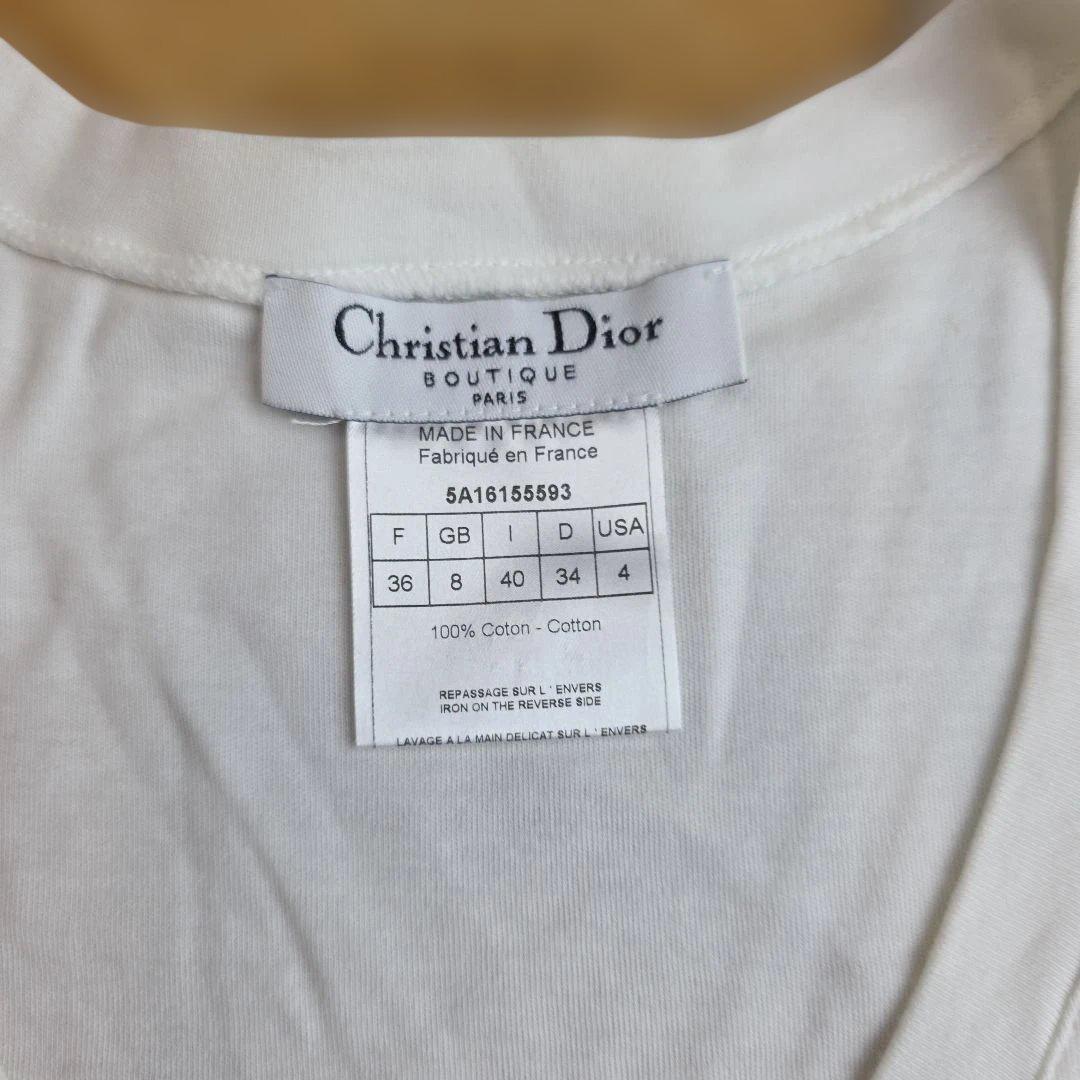 Christian Dior
BOUTIQUE
PARIS
MADE IN FRANCE
Fabriqué en France
5A16155593
F GB I D USA
36 8 40 34 4
100% Coton - Cotton
REPASSAGE SUR L ' ENVERS
IRON ON THE REVERSE SIDE
LAVAGE A LA MAIN DELICAT SUR L ' ENVERS